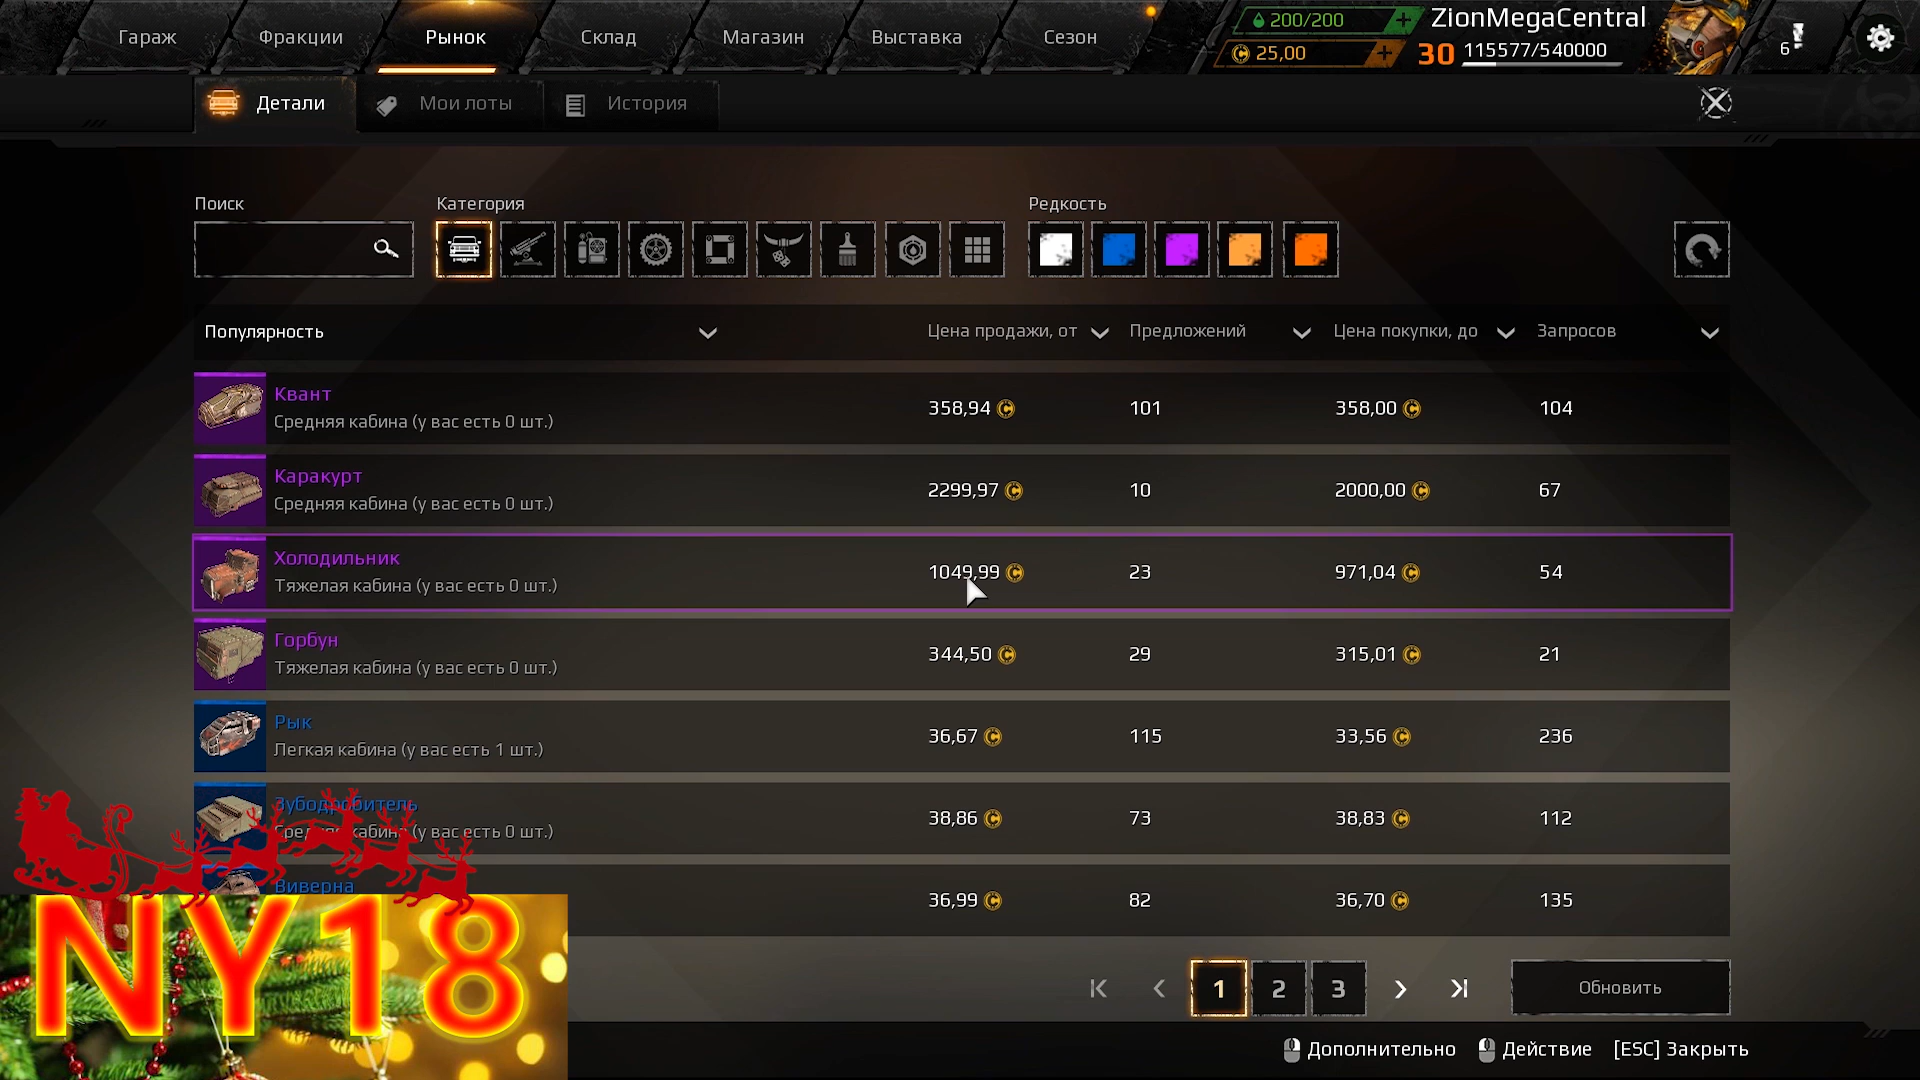 Гараж Фракции Рынок Склад Магазин Выставка Сезон
200/200
25,00
ZionMegaCentral
30 115577/540000
6
Детали Мои лоты История
Поиск Категория Редкость
Популярность Цена продажи, от Предложений Цена покупки, до Запросов
Квант
Средняя кабина (у вас есть 0 шт.)
358,94 101 358,00 104
Каракурт
Средняя кабина (у вас есть 0 шт.)
2299,97 10 2000,00 67
Холодильник
Тяжелая кабина (у вас есть 0 шт.)
1049,99 23 971,04 54
Горбун
Тяжелая кабина (у вас есть 0 шт.)
344,50 29 315,01 21
Рык
Легкая кабина (у вас есть 1 шт.)
36,67 115 33,56 236
Зубодробитель
Средняя кабина (у вас есть 0 шт.)
38,86 73 38,83 112
Виверна
36,99 82 36,70 135
NY18
1 2 3 Обновить
Дополнительно Действие [ESC] Закрыть